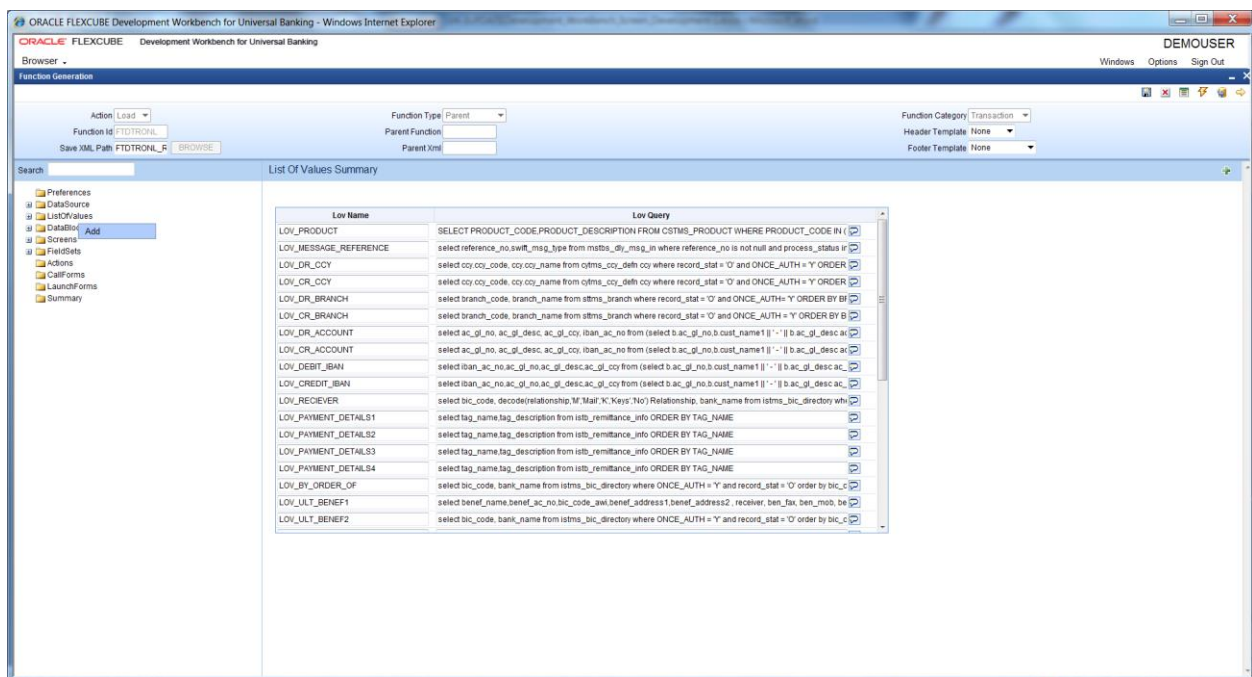 ORACLE FLEXCUBE Development Workbench for Universal Banking - Windows Internet Explorer
ORACLE FLEXCUBE Development Workbench for Universal Banking DEMOUSER
Browser Windows Options Sign Out
Function Generation
Action Load Function Type Parent Function Category Transaction
Function Id FTDTRONL Parent Function Header Template None
Save XML Path FTDTRONL_R BROWSE Parent Xml Footer Template None
Search List Of Values Summary
Preferences
DataSource
ListOfValues
DataBloc Add
Screens
FieldSets
Actions
CallForms
LaunchForms
Summary
Lov Name Lov Query
LOV_PRODUCT SELECT PRODUCT_CODE,PRODUCT_DESCRIPTION FROM CSTMS_PRODUCT WHERE PRODUCT_CODE IN (
LOV_MESSAGE_REFERENCE select reference_no,swift_msg_type from mstbs_dly_msg_in where reference_no is not null and process_status in
LOV_DR_CCY select ccy.ccy_code, ccy.ccy_name from cytms_ccy_defn ccy where record_stat = 'O' and ONCE_AUTH = 'Y' ORDER
LOV_CR_CCY select ccy.ccy_code, ccy.ccy_name from cytms_ccy_defn ccy where record_stat = 'O' and ONCE_AUTH = 'Y' ORDER
LOV_DR_BRANCH select branch_code, branch_name from sttms_branch where record_stat = 'O' and ONCE_AUTH= 'Y' ORDER BY BR
LOV_CR_BRANCH select branch_code, branch_name from sttms_branch where record_stat = 'O' and ONCE_AUTH = 'Y' ORDER BY B
LOV_DR_ACCOUNT select ac_gl_no, ac_gl_desc, ac_gl_ccy, iban_ac_no from (select b.ac_gl_no,b.cust_name1 || ' - ' || b.ac_gl_desc ac
LOV_CR_ACCOUNT select ac_gl_no, ac_gl_desc, ac_gl_ccy, iban_ac_no from (select b.ac_gl_no,b.cust_name1 || ' - ' || b.ac_gl_desc ac
LOV_DEBIT_IBAN select iban_ac_no,ac_gl_no,ac_gl_desc,ac_gl_ccy from (select b.ac_gl_no,b.cust_name1 || ' - ' || b.ac_gl_desc ac_
LOV_CREDIT_IBAN select iban_ac_no,ac_gl_no,ac_gl_desc,ac_gl_ccy from (select b.ac_gl_no,b.cust_name1 || ' - ' || b.ac_gl_desc ac_
LOV_RECIEVER select bic_code, decode(relationship,'M','Mail','K','Keys','No') Relationship, bank_name from istms_bic_directory whe
LOV_PAYMENT_DETAILS1 select tag_name,tag_description from istb_remittance_info ORDER BY TAG_NAME
LOV_PAYMENT_DETAILS2 select tag_name,tag_description from istb_remittance_info ORDER BY TAG_NAME
LOV_PAYMENT_DETAILS3 select tag_name,tag_description from istb_remittance_info ORDER BY TAG_NAME
LOV_PAYMENT_DETAILS4 select tag_name,tag_description from istb_remittance_info ORDER BY TAG_NAME
LOV_BY_ORDER_OF select bic_code, bank_name from istms_bic_directory where ONCE_AUTH = 'Y' and record_stat = 'O' order by bic_c
LOV_ULT_BENEF1 select benef_name,benef_ac_no,bic_code_awi,benef_address1,benef_address2 , receiver, ben_fax, ben_mob, be
LOV_ULT_BENEF2 select bic_code, bank_name from istms_bic_directory where ONCE_AUTH = 'Y' and record_stat = 'O' order by bic_c